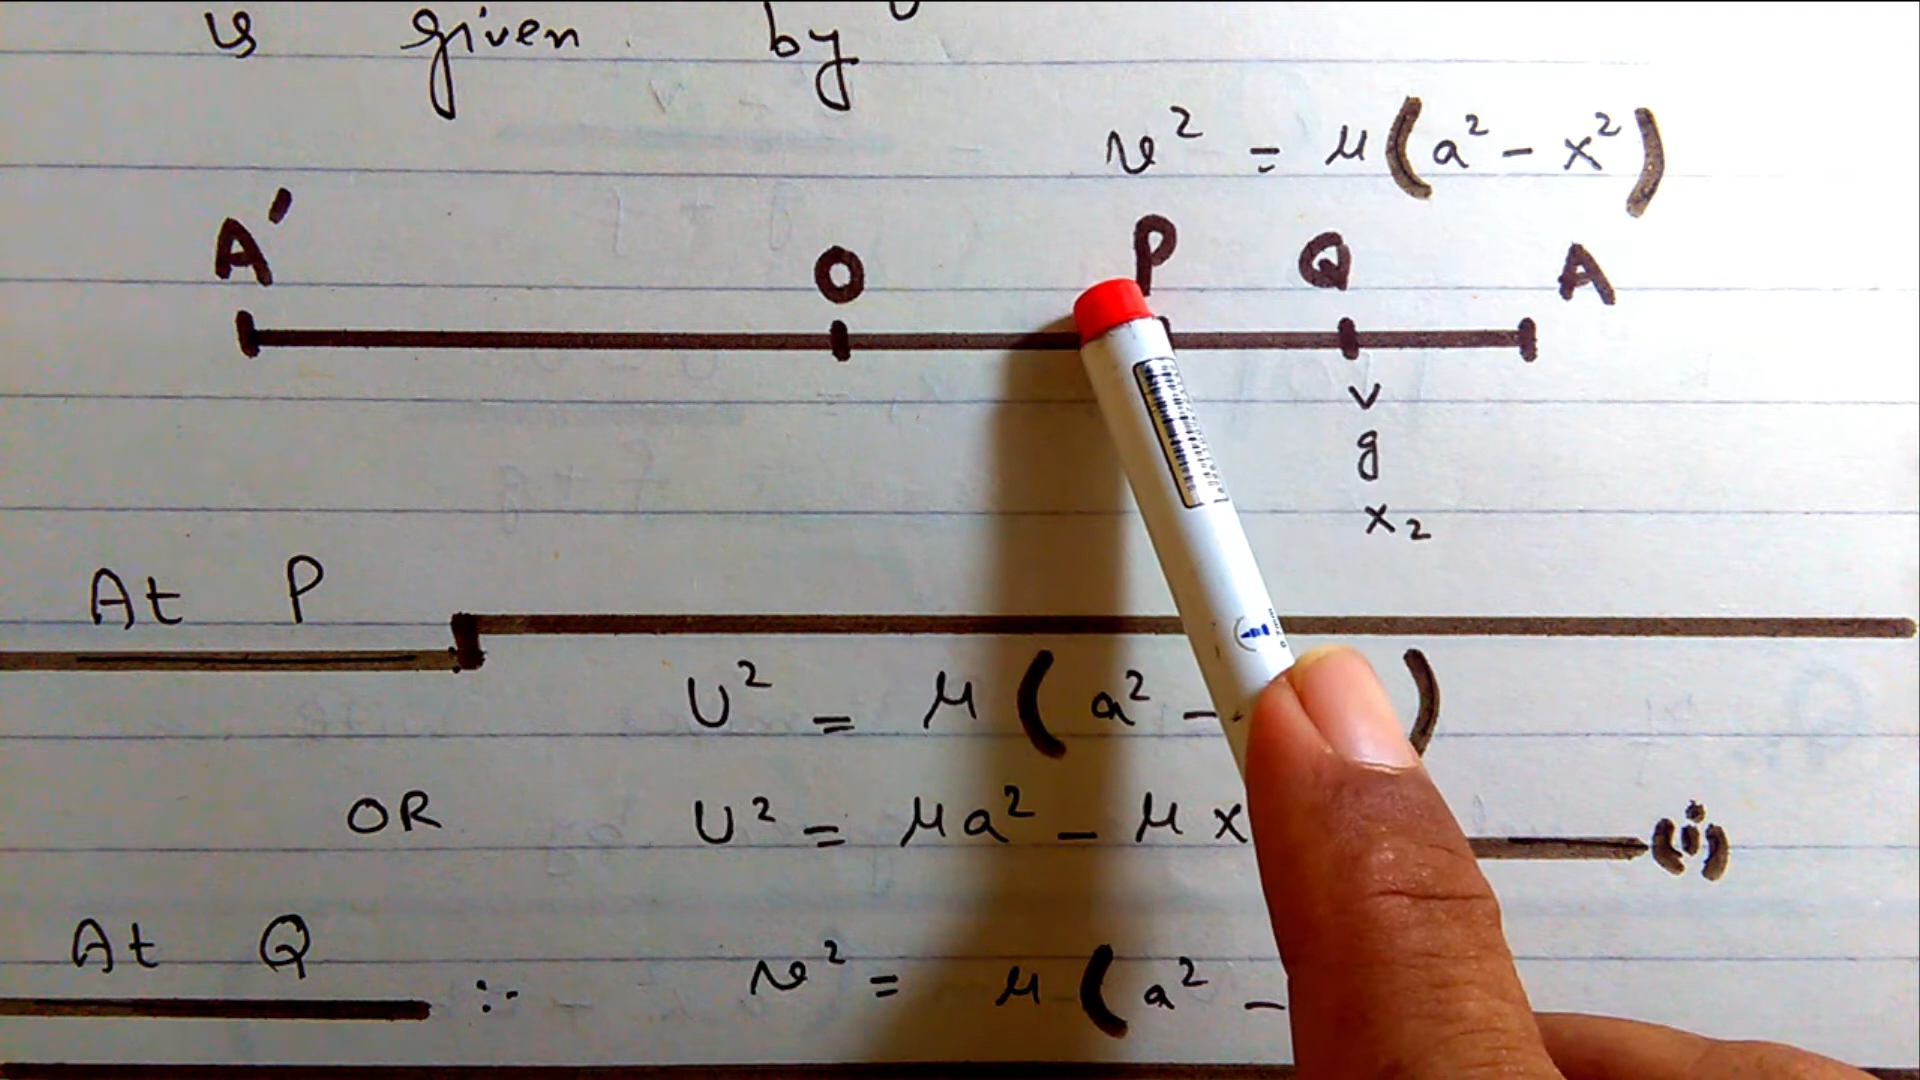 is given by
v² = μ(a² - x²)
A' O P Q A
v
g
x₂
At P
U² = μ(a² - )
OR U² = μa² - μx (i)
At Q :- v² = μ(a² -